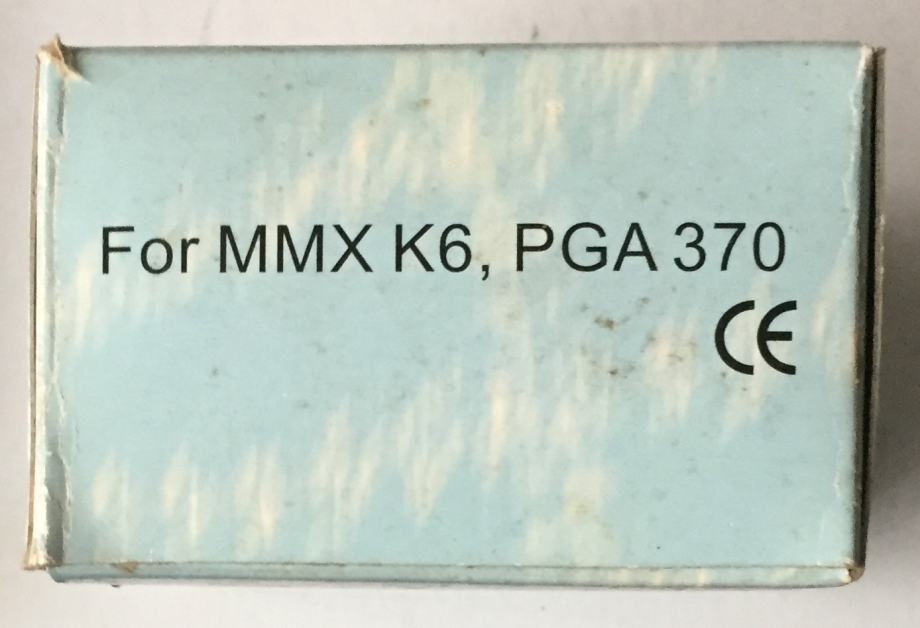 For MMX K6, PGA 370
CE